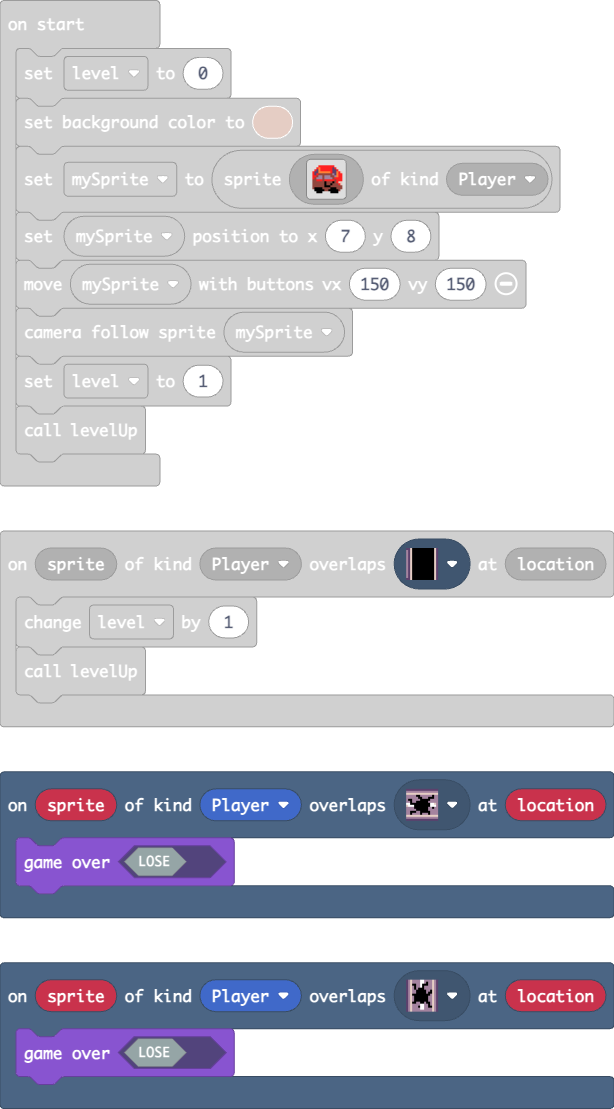 on start
set level to 0
set background color to
set mySprite to sprite of kind Player
set mySprite position to x 7 y 8
move mySprite with buttons vx 150 vy 150
camera follow sprite mySprite
set level to 1
call levelUp
on sprite of kind Player overlaps at location
change level by 1
call levelUp
on sprite of kind Player overlaps at location
game over LOSE
on sprite of kind Player overlaps at location
game over LOSE